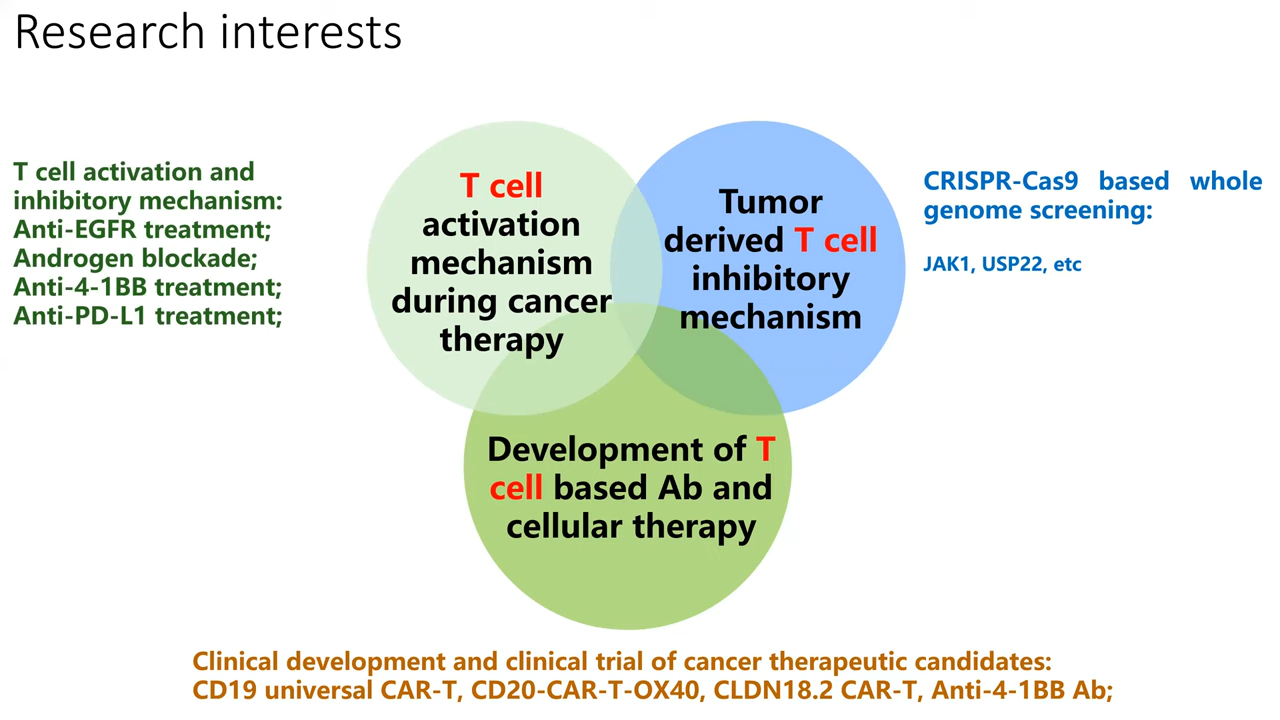 Research interests
T cell activation and
inhibitory mechanism:
Anti-EGFR treatment;
Androgen blockade;
Anti-4-1BB treatment;
Anti-PD-L1 treatment;
T cell
activation
mechanism
during cancer
therapy
Tumor
derived T cell
inhibitory
mechanism
CRISPR-Cas9 based whole
genome screening:
JAK1, USP22, etc
Development of T
cell based Ab and
cellular therapy
Clinical development and clinical trial of cancer therapeutic candidates:
CD19 universal CAR-T, CD20-CAR-T-OX40, CLDN18.2 CAR-T, Anti-4-1BB Ab;